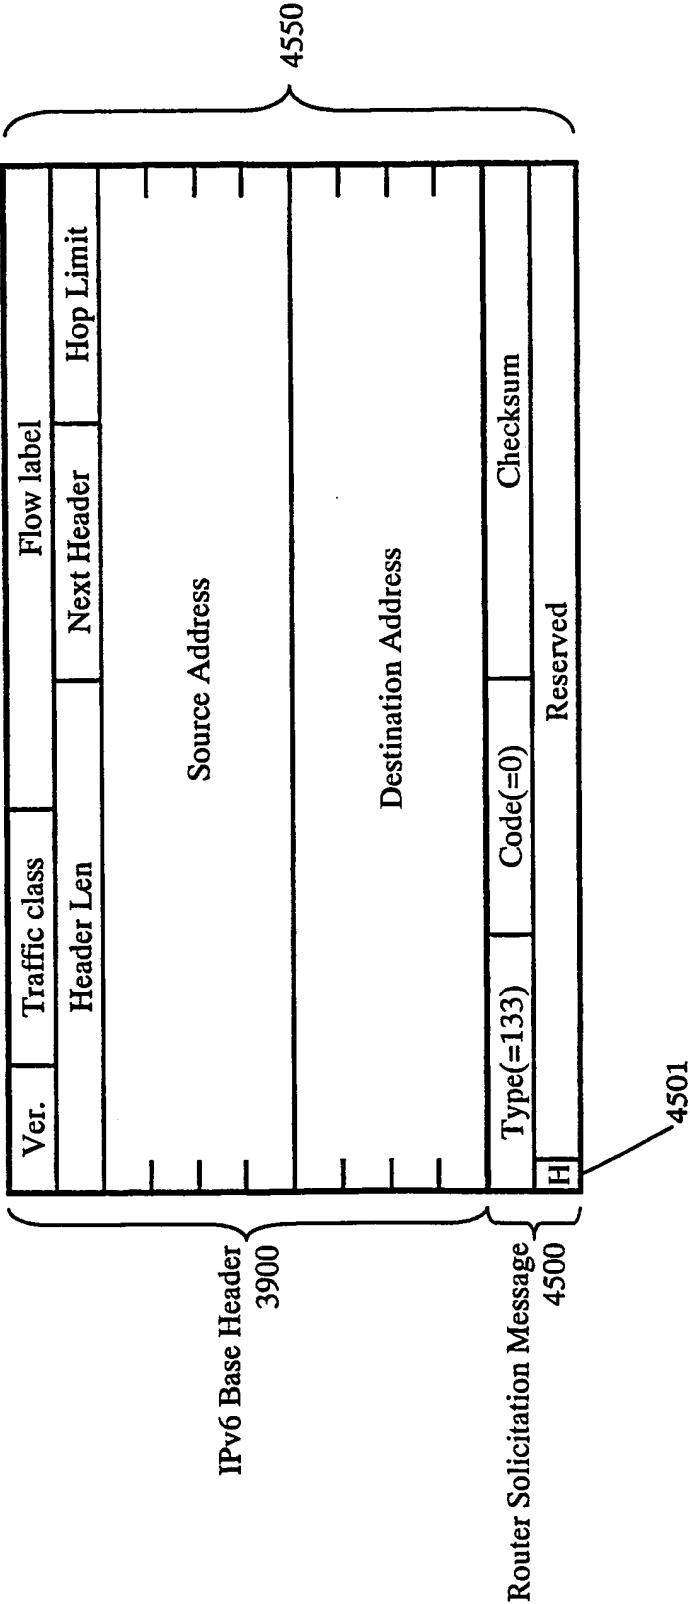 4550
Ver.
Traffic class
Flow label
Header Len
Next Header
Hop Limit
IPv6 Base Header
3900
Source Address
Destination Address
Router Solicitation Message
4500
Type(=133)
Code(=0)
Checksum
H
Reserved
4501